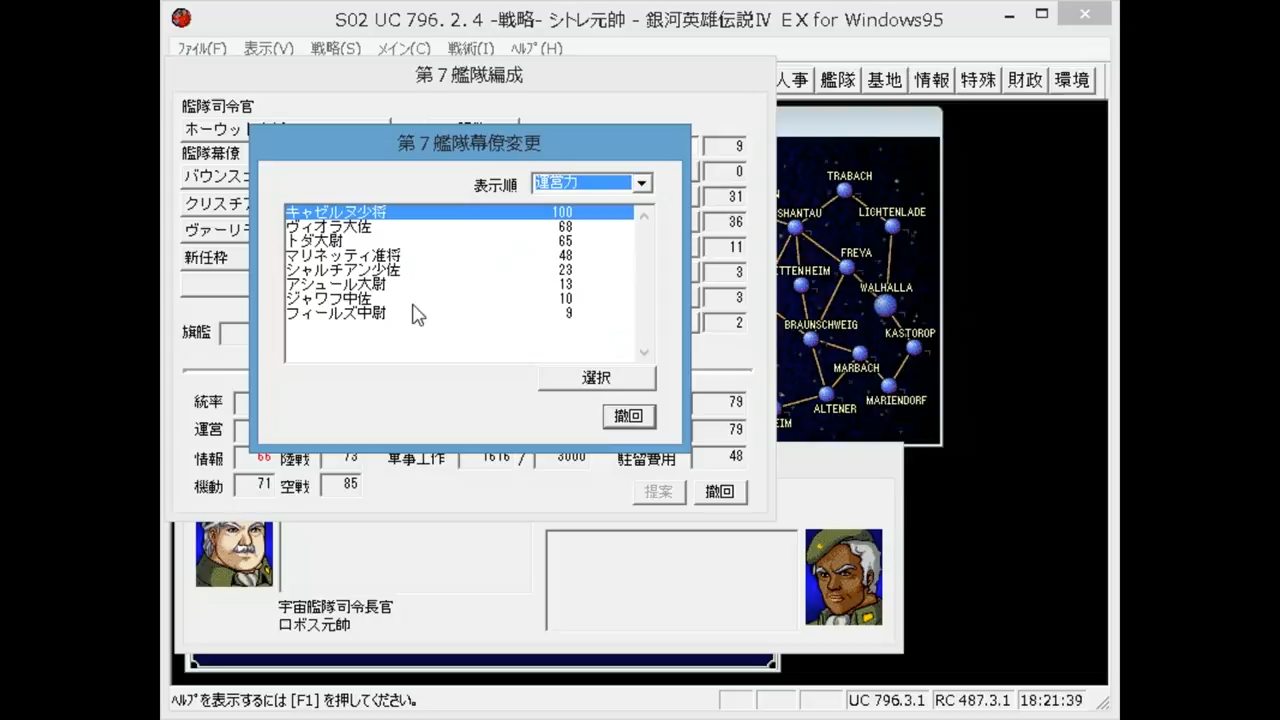 S02 UC 796. 2. 4 -戦略- シトレ元帥 - 銀河英雄伝説Ⅳ EX for Windows95
ﾌｧｲﾙ(F) 表示(V) 戦略(S) メイン(C) 戦術(I) ﾍﾙﾌﾟ(H)
第７艦隊編成
人事 艦隊 基地 情報 特殊 財政 環境
艦隊司令官
ホーウッ
艦隊幕僚
バウンスゴ
クリスチア
ヴァーリモ
新任枠
旗艦
9
0
31
36
11
3
3
2
第７艦隊幕僚変更
表示順 運営力
キャゼルヌ少将 100
ヴィオラ大佐 68
トダ大尉 65
マリネッティ准将 48
シャルチアン少佐 23
アシュール大尉 13
ジャワフ中佐 10
フィールズ中尉 9
選択
撤回
TRABACH
SHANTAU
LICHTENLADE
FREYA
TTENHEIM
WALHALLA
BRAUNSCHWEIG
KASTOROP
MARBACH
MARIENDORF
ALTENER
EIM
統率 79
運営 79
情報 66 陸戦 73 軍事工作 1616 / 3000 駐留費用 48
機動 71 空戦 85
提案 撤回
宇宙艦隊司令長官
ロボス元帥
ﾍﾙﾌﾟを表示するには [F1] を押してください。
UC 796.3.1 RC 487.3.1 18:21:39